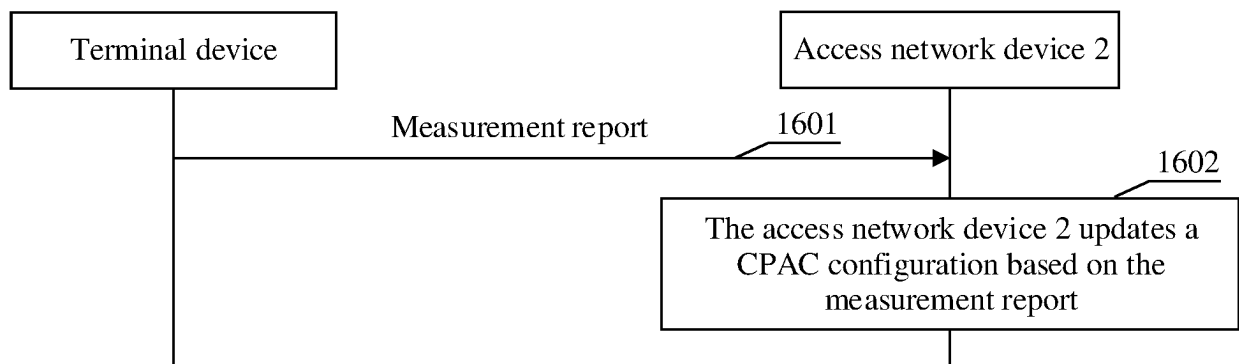 Terminal device
Access network device 2
Measurement report
1601
1602
The access network device 2 updates a
CPAC configuration based on the
measurement report